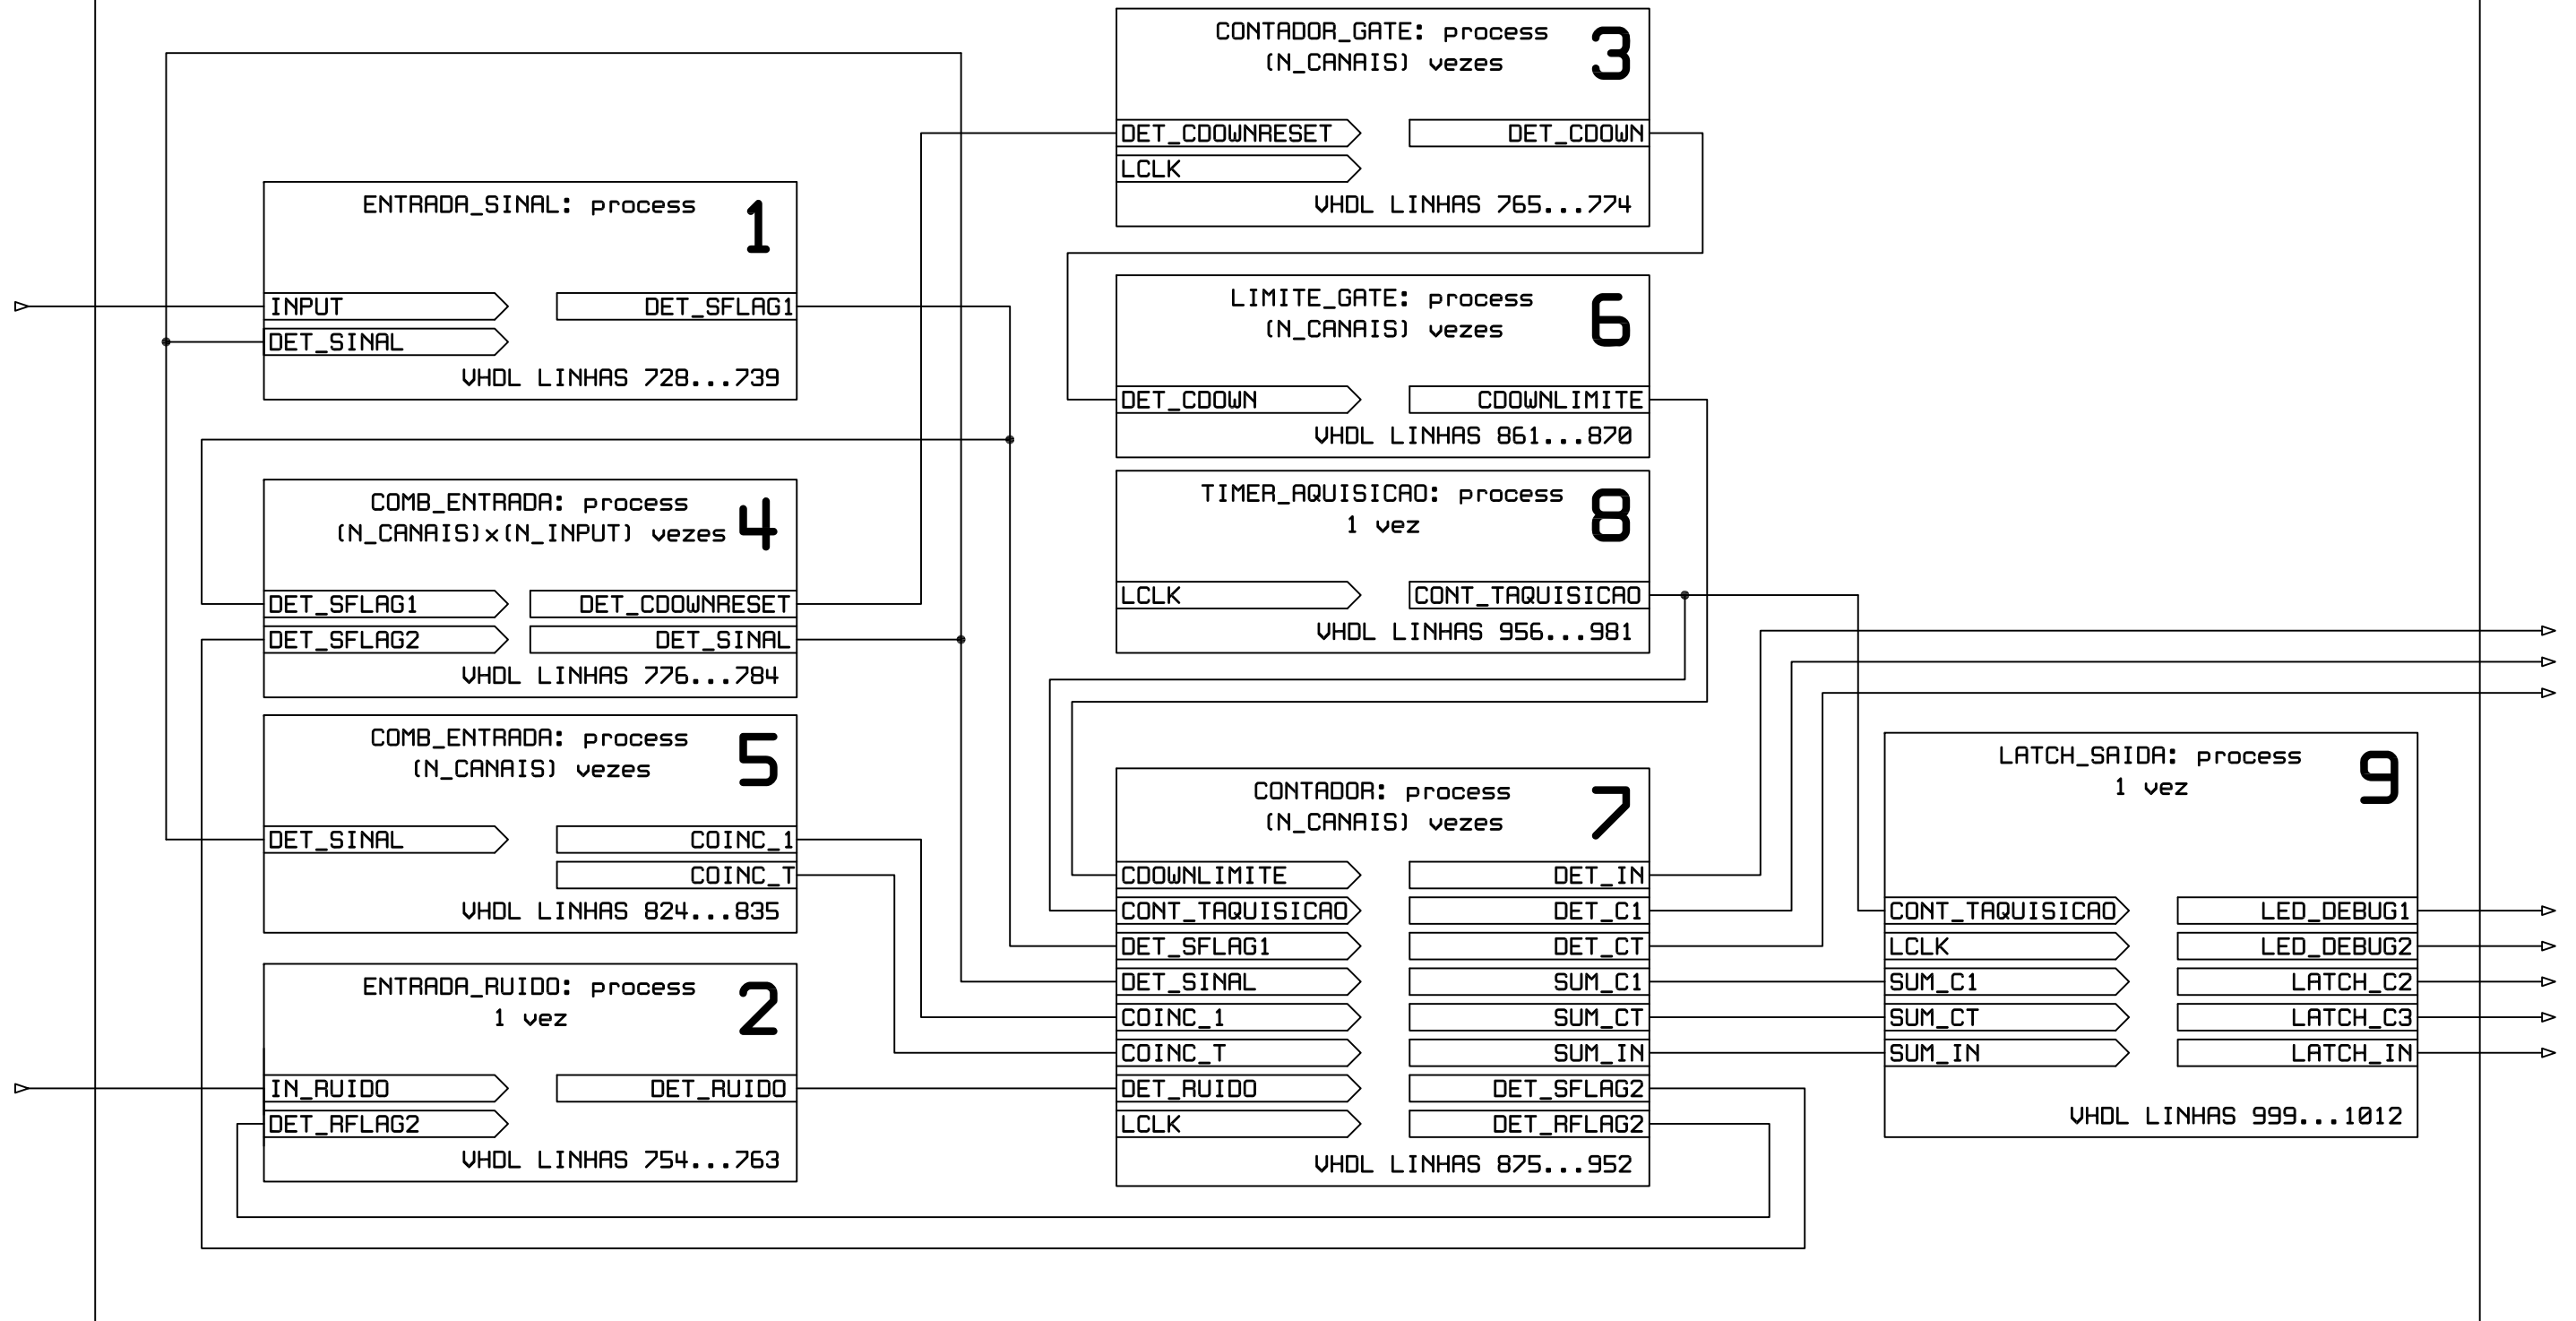 CONTADOR_GATE: process
(N_CANAIS) vezes
3
DET_CDOWNRESET
DET_CDOWN
LCLK
VHDL LINHAS 765...774
ENTRADA_SINAL: process
1
INPUT
DET_SFLAG1
DET_SINAL
VHDL LINHAS 728...739
LIMITE_GATE: process
(N_CANAIS) vezes
6
DET_CDOWN
CDOWNLIMITE
VHDL LINHAS 861...870
COMB_ENTRADA: process
(N_CANAIS)x(N_INPUT) vezes
4
DET_SFLAG1
DET_CDOWNRESET
DET_SFLAG2
DET_SINAL
VHDL LINHAS 776...784
TIMER_AQUISICAO: process
1 vez
8
LCLK
CONT_TAQUISICAO
VHDL LINHAS 956...981
COMB_ENTRADA: process
(N_CANAIS) vezes
5
DET_SINAL
COINC_1
COINC_T
VHDL LINHAS 824...835
ENTRADA_RUIDO: process
1 vez
2
IN_RUIDO
DET_RUIDO
DET_RFLAG2
VHDL LINHAS 754...763
CONTADOR: process
(N_CANAIS) vezes
7
CDOWNLIMITE
DET_IN
CONT_TAQUISICAO
DET_C1
DET_SFLAG1
DET_CT
DET_SINAL
SUM_C1
COINC_1
SUM_CT
COINC_T
SUM_IN
DET_RUIDO
DET_SFLAG2
LCLK
DET_RFLAG2
VHDL LINHAS 875...952
LATCH_SAIDA: process
1 vez
9
CONT_TAQUISICAO
LED_DEBUG1
LCLK
LED_DEBUG2
SUM_C1
LATCH_C2
SUM_CT
LATCH_C3
SUM_IN
LATCH_IN
VHDL LINHAS 999...1012